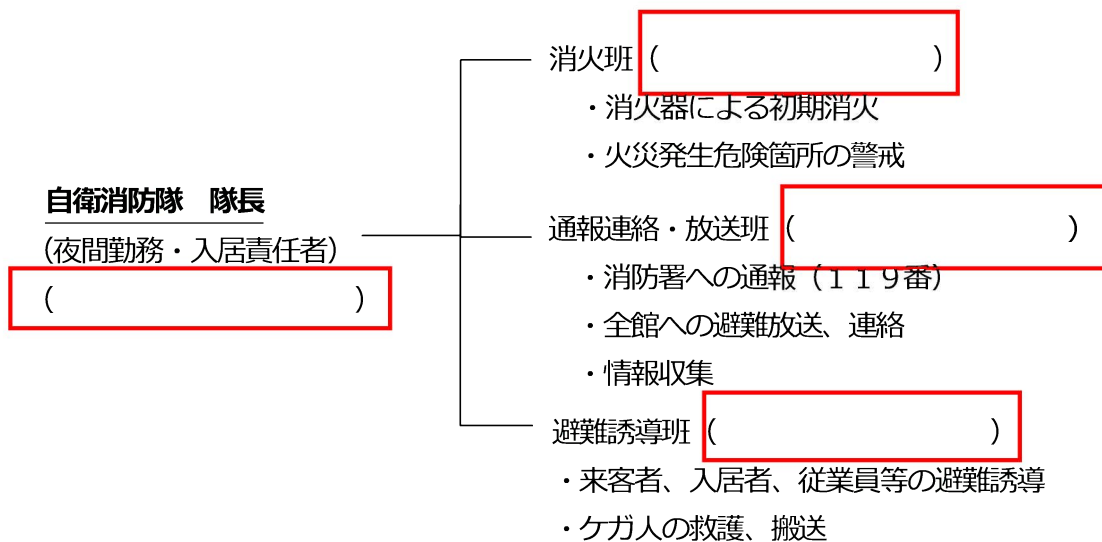 消火班（　　　　　　　　）
・消火器による初期消火
・火災発生危険箇所の警戒
自衛消防隊　隊長
（夜間勤務・入居責任者）
（　　　　　　　　）
通報連絡・放送班（　　　　　　　　）
・消防署への通報（１１９番）
・全館への避難放送、連絡
・情報収集
避難誘導班（　　　　　　　　）
・来客者、入居者、従業員等の避難誘導
・ケガ人の救護、搬送